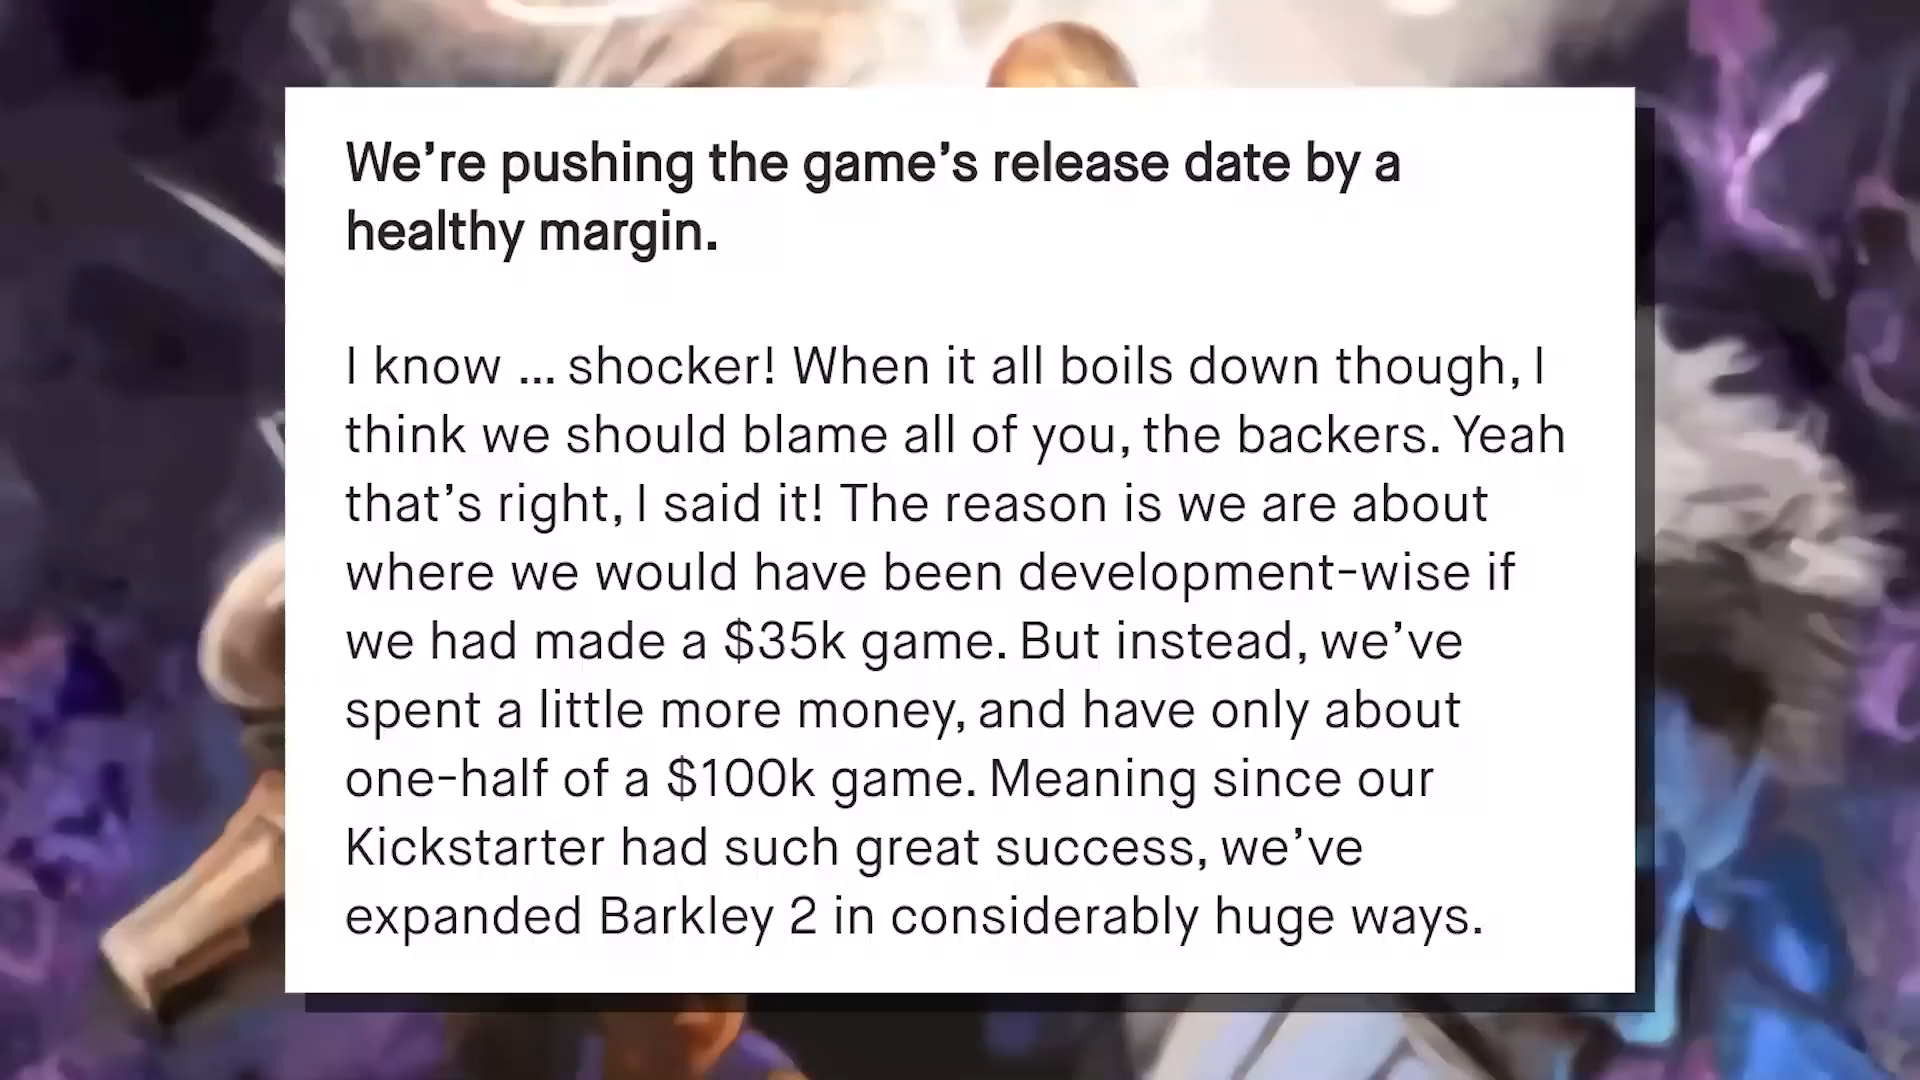 We’re pushing the game’s release date by a
healthy margin.
I know ... shocker! When it all boils down though, I
think we should blame all of you, the backers. Yeah
that’s right, I said it! The reason is we are about
where we would have been development-wise if
we had made a $35k game. But instead, we’ve
spent a little more money, and have only about
one-half of a $100k game. Meaning since our
Kickstarter had such great success, we’ve
expanded Barkley 2 in considerably huge ways.